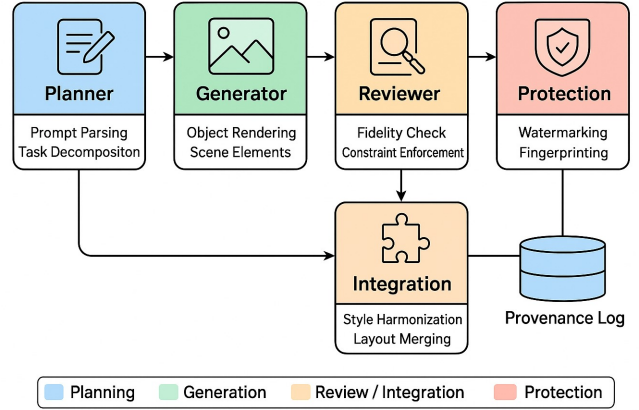 Planner
Prompt Parsing
Task Decompositon
Generator
Object Rendering
Scene Elements
Reviewer
Fidelity Check
Constraint Enforcement
Protection
Watermarking
Fingerprinting
Integration
Style Harmonization
Layout Merging
Provenance Log
Planning
Generation
Review / Integration
Protection